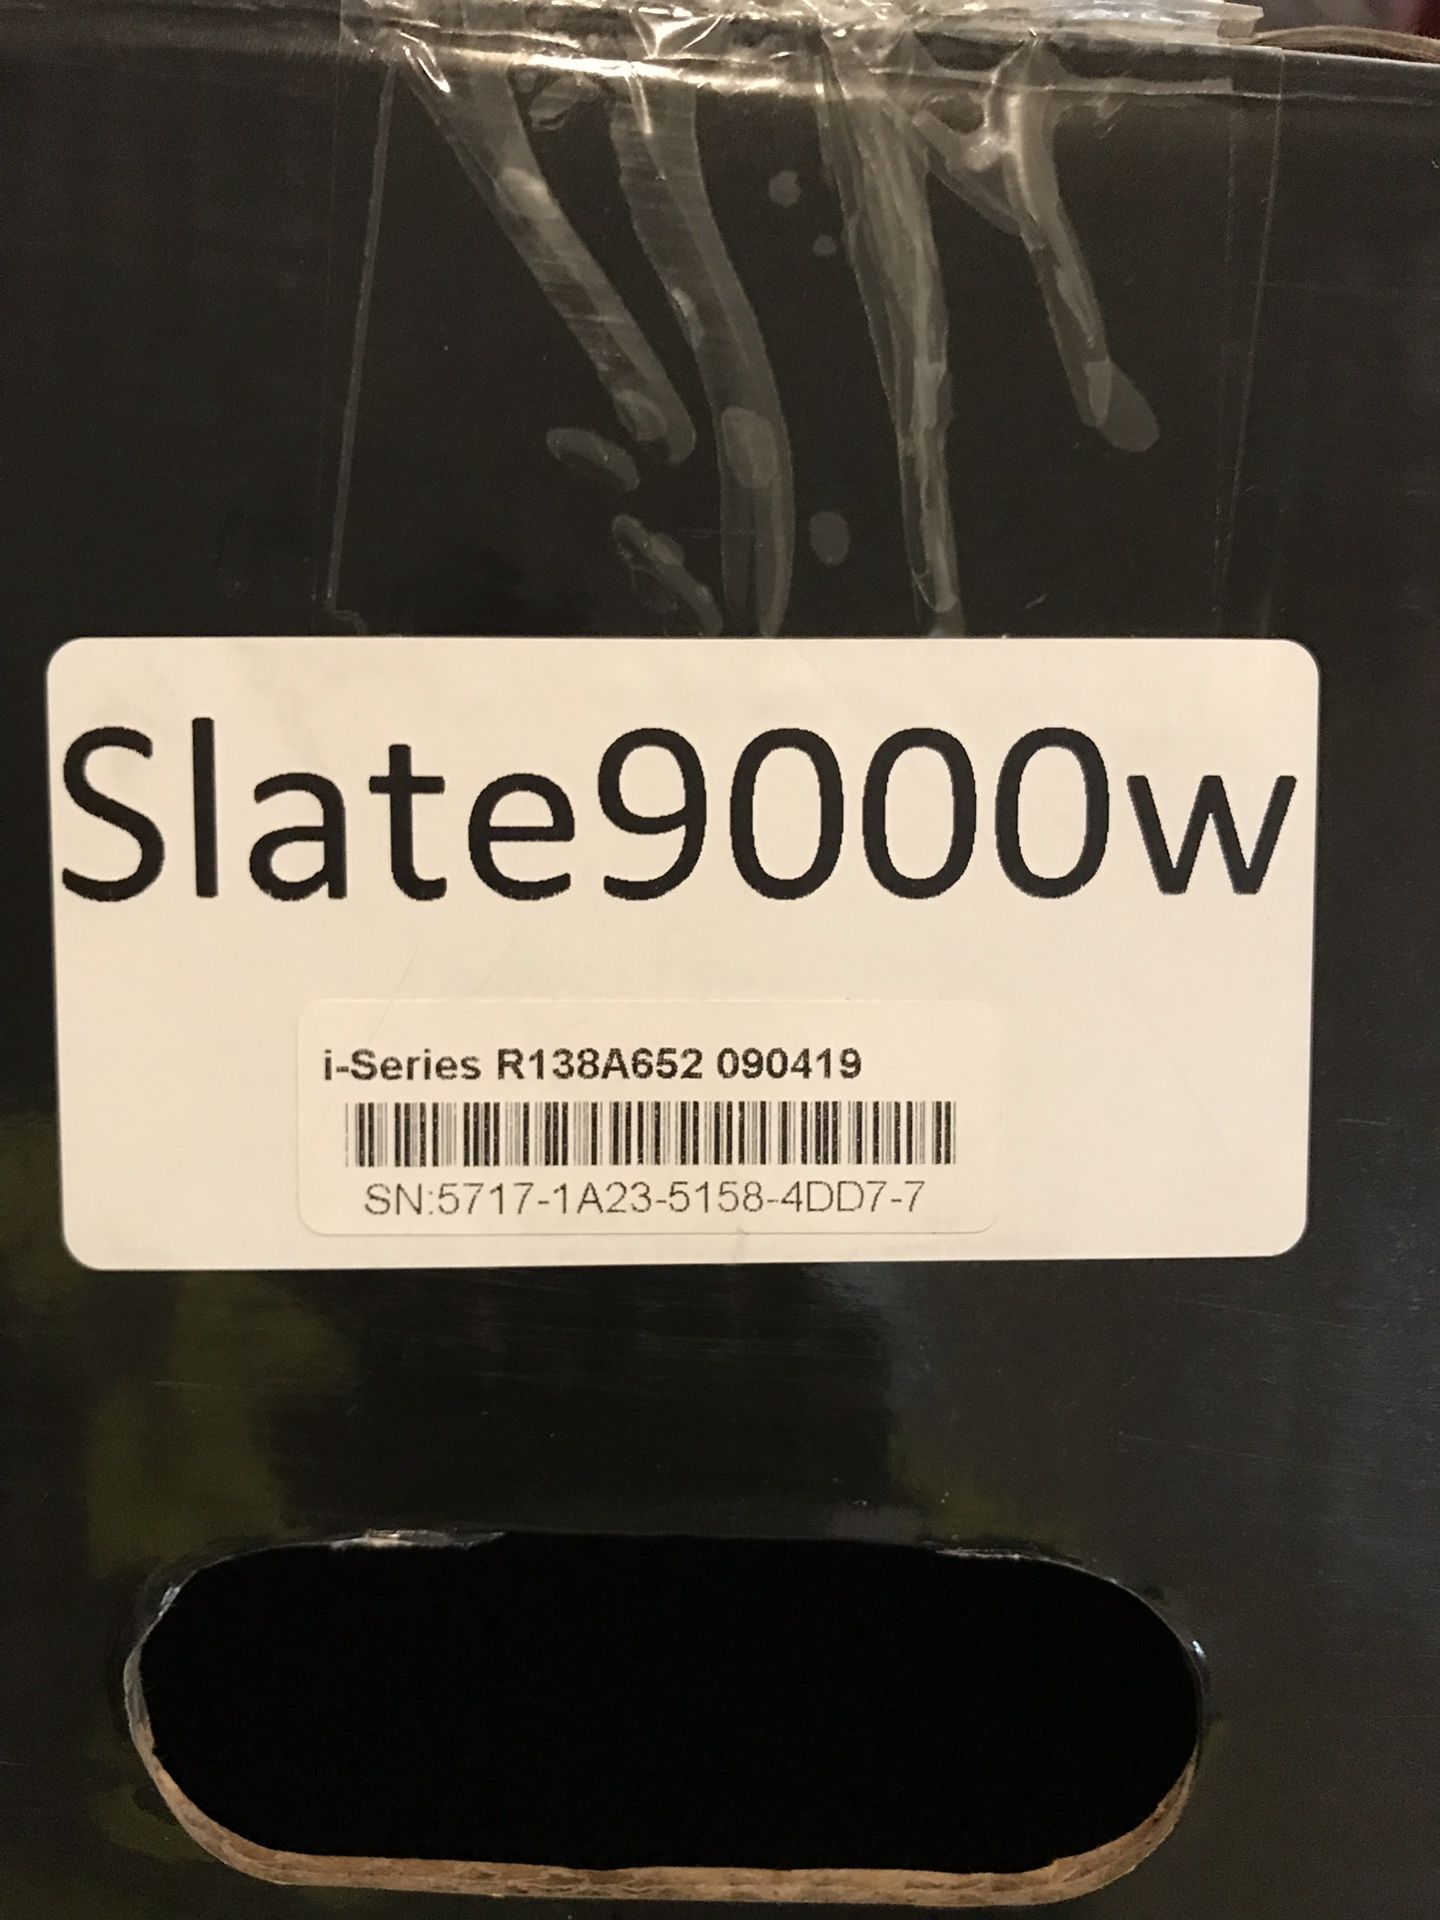 Slate9000w
i-Series R138A652 090419
SN:5717-1A23-5158-4DD7-7